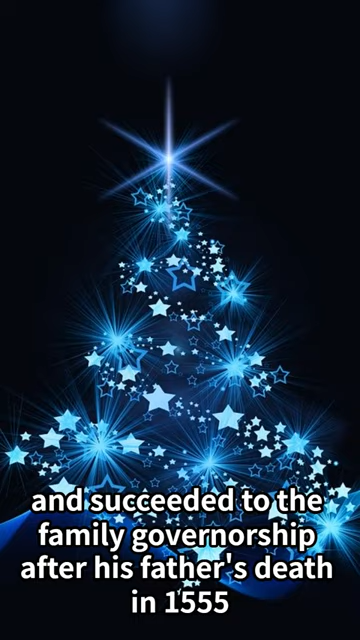 and succeeded to the
family governorship
after his father's death
in 1555